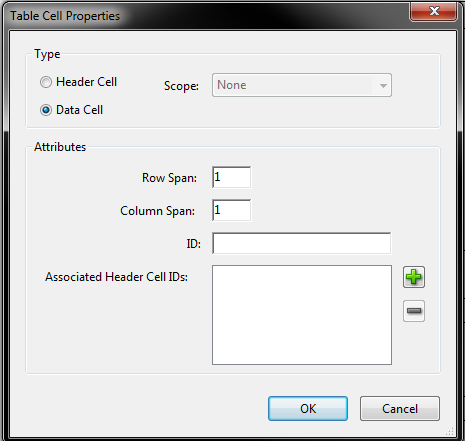 Table Cell Properties
Type
Header Cell Scope: None
Data Cell
Attributes
Row Span: 1
Column Span: 1
ID:
Associated Header Cell IDs:
OK Cancel